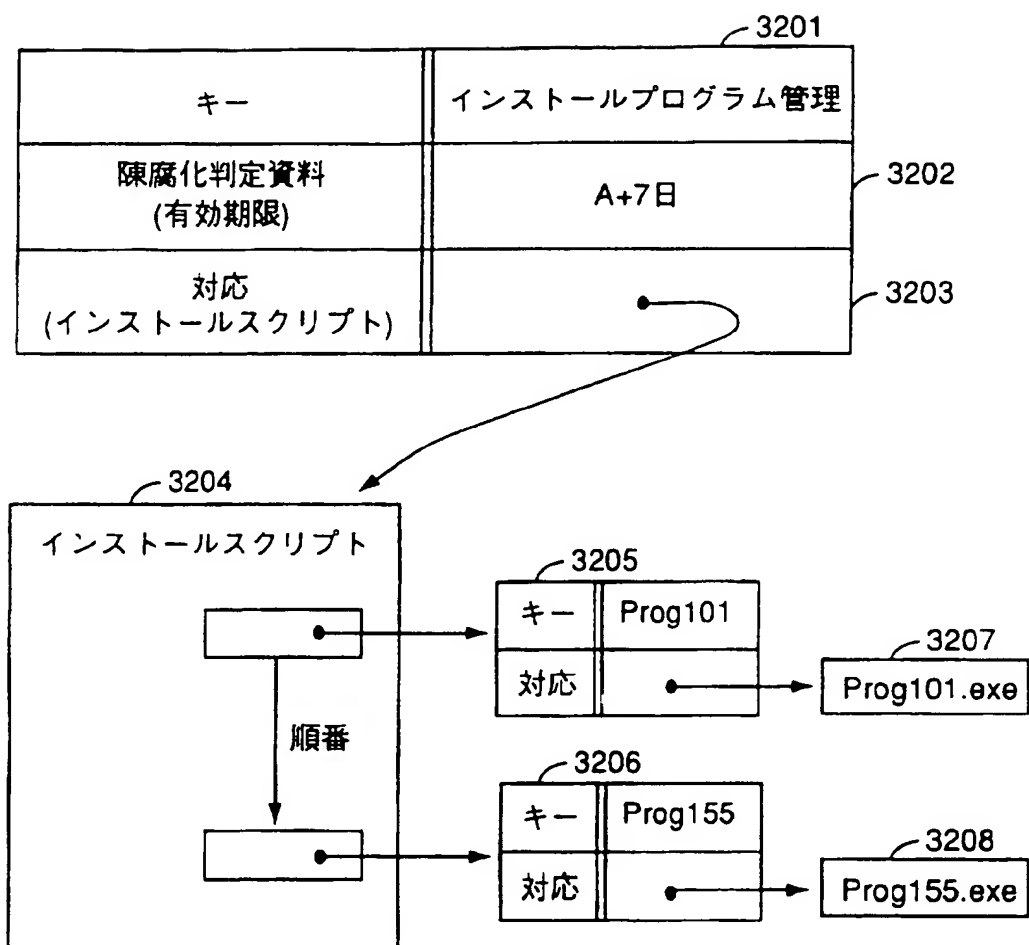 3201
キー
インストールプログラム管理
陳腐化判定資料
(有効期限)
A+7日
3202
対応
(インストールスクリプト)
3203
3204
インストールスクリプト
順番
3205
キー
Prog101
対応
3207
Prog101.exe
3206
キー
Prog155
対応
3208
Prog155.exe